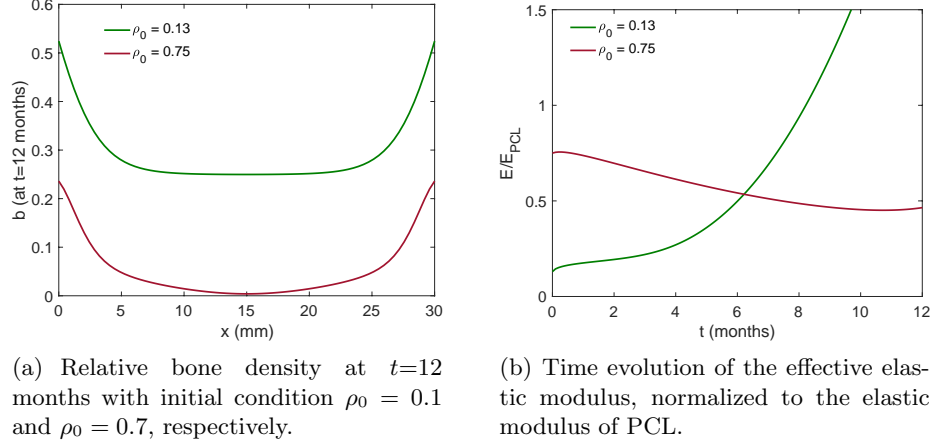 0.6
0.5
0.4
0.3
0.2
0.1
0
b (at t=12 months)
ρ0 = 0.13
ρ0 = 0.75
0 5 10 15 20 25 30
x (mm)
1.5
1
0.5
0
E/EPCL
ρ0 = 0.13
ρ0 = 0.75
0 2 4 6 8 10 12
t (months)
(a) Relative bone density at t=12
months with initial condition ρ0 = 0.1
and ρ0 = 0.7, respectively.
(b) Time evolution of the effective elas-
tic modulus, normalized to the elastic
modulus of PCL.